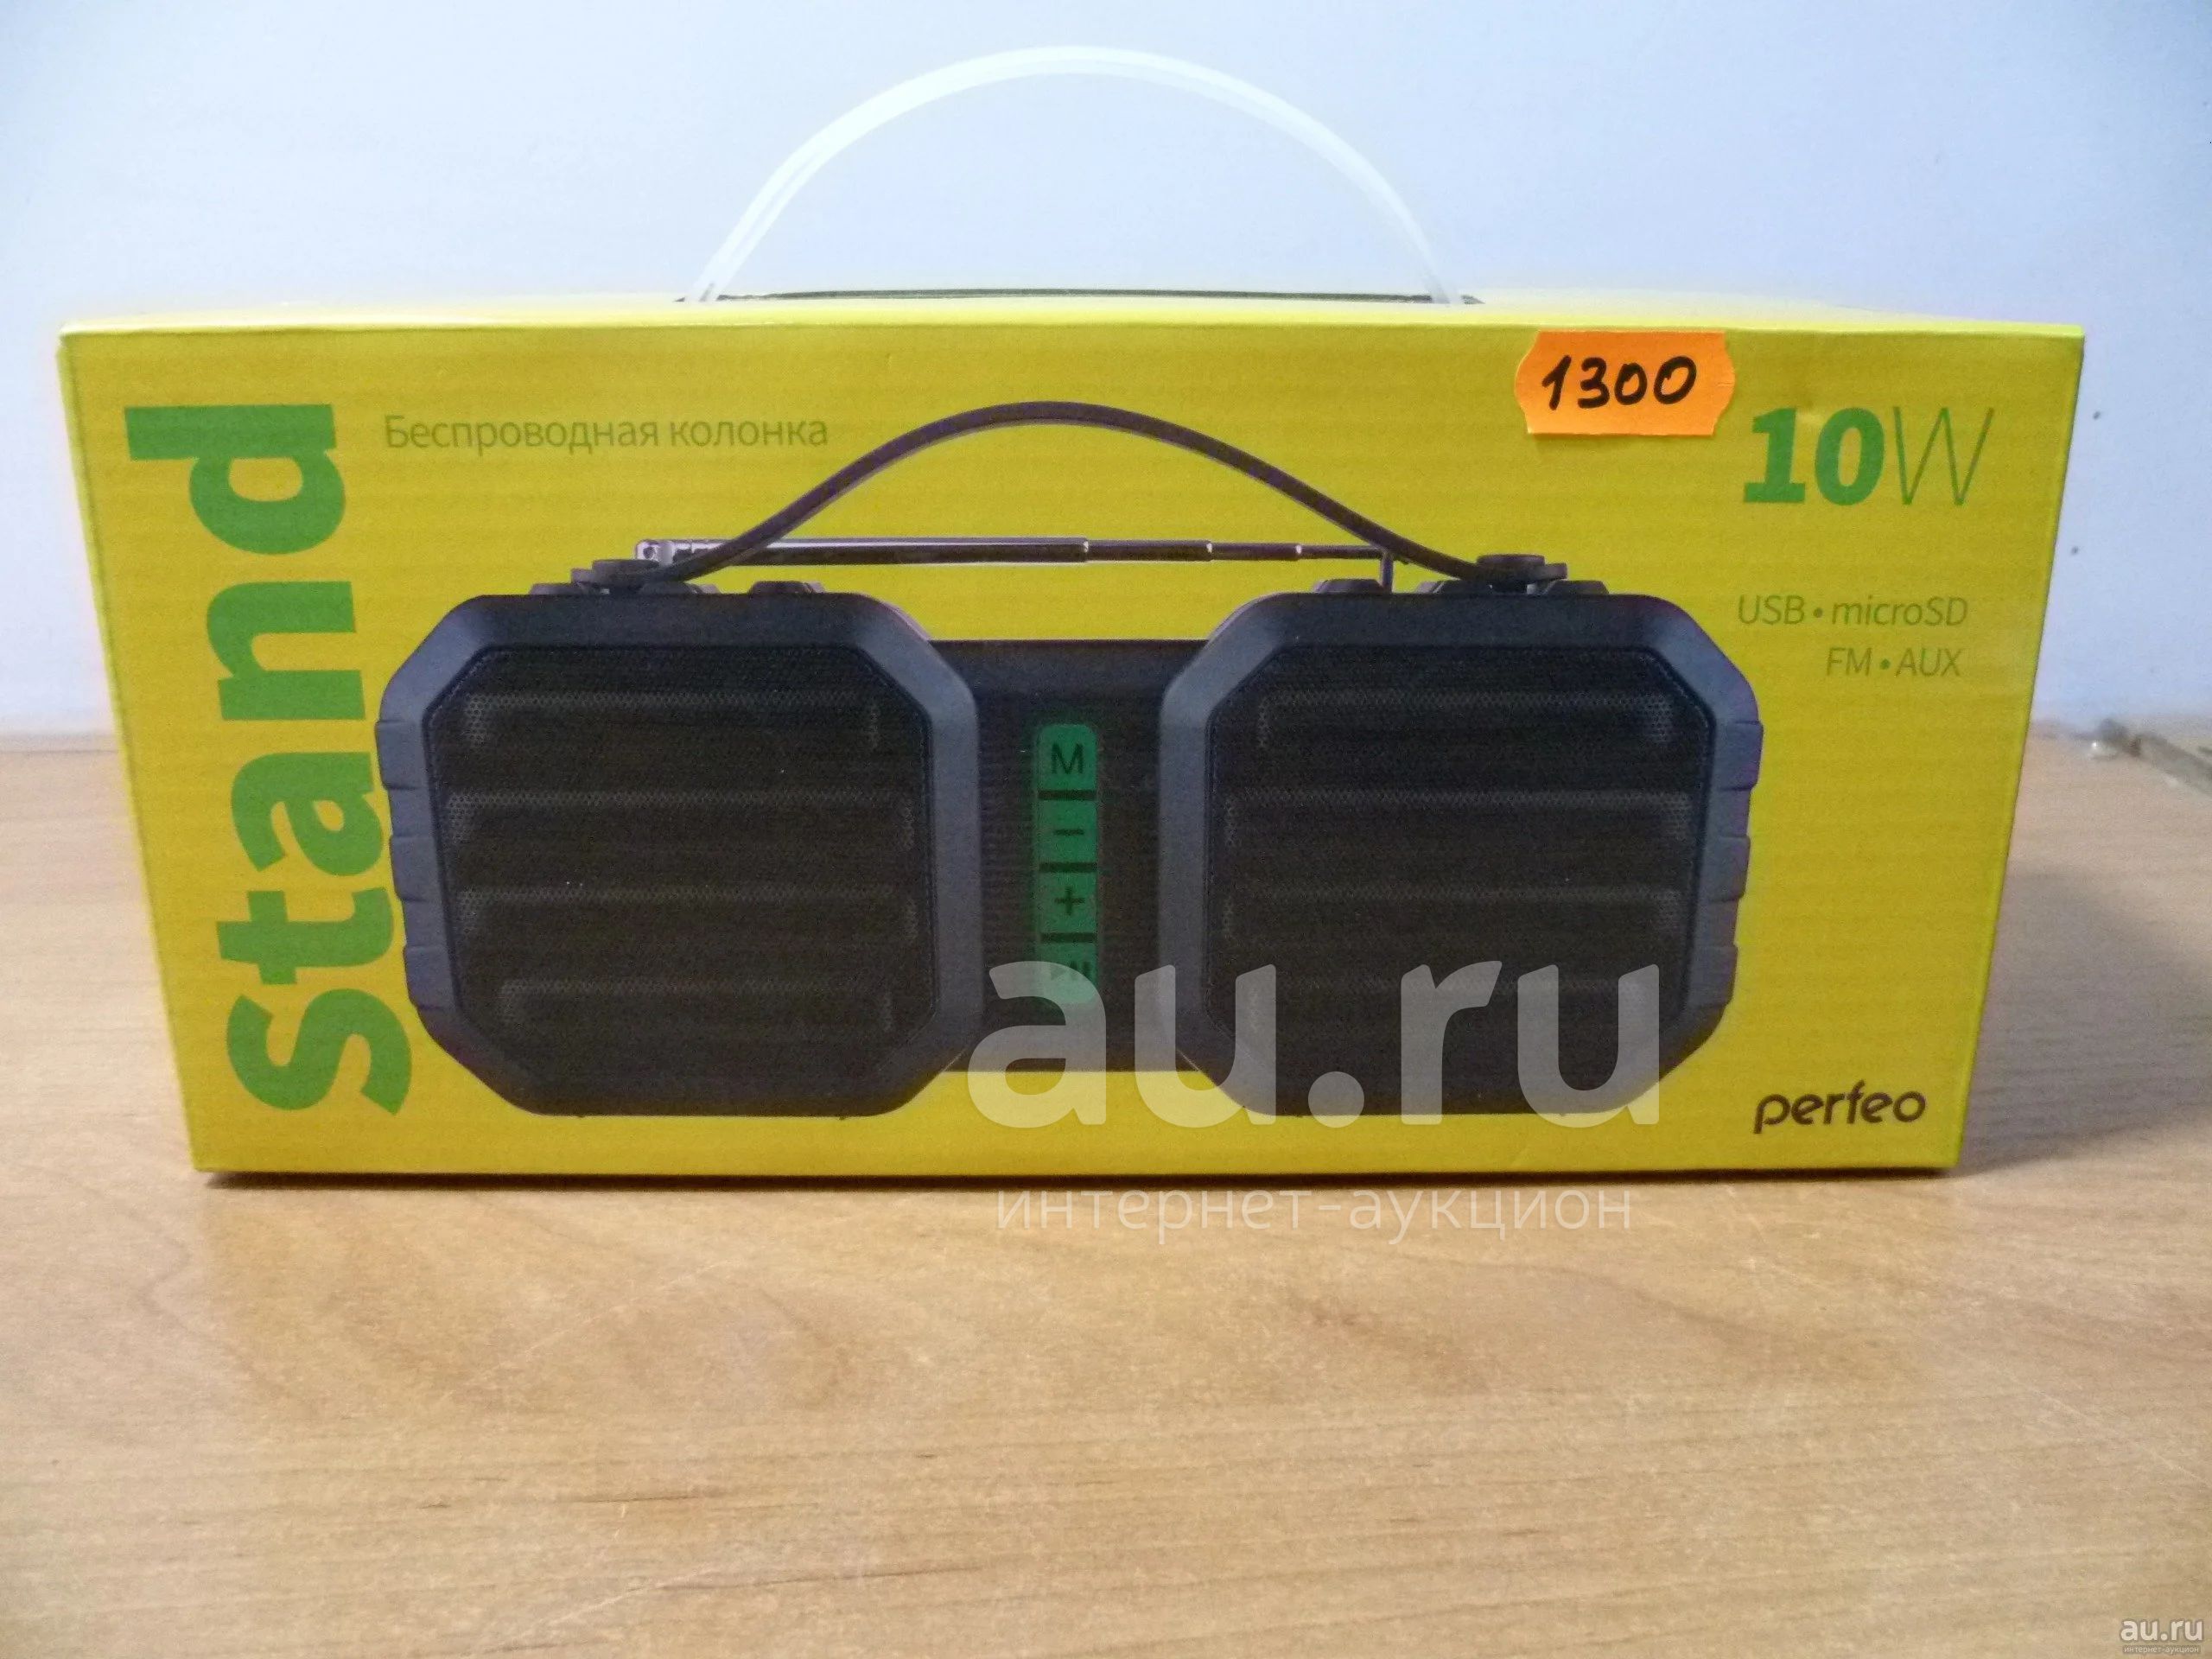 1300
Stand
Беспроводная колонка
10W
USB • microSD
FM • AUX
M
−
+
perfeo
au.ru
интернет-аукцион
au.ru
интернет-аукцион